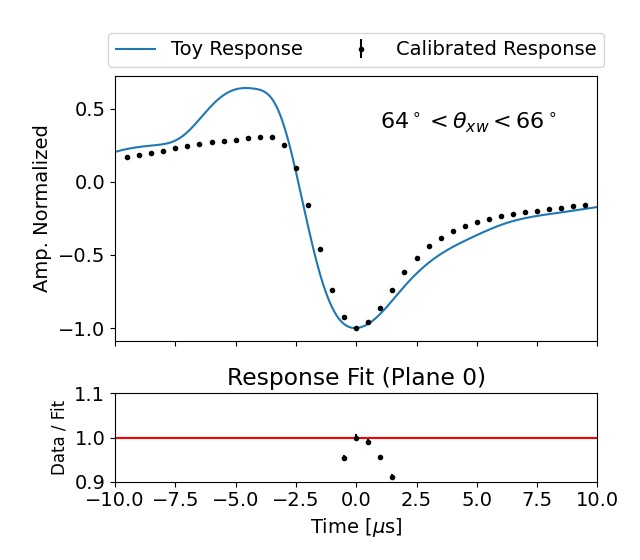 Toy Response
Calibrated Response
64° < θxw < 66°
Amp. Normalized
0.5
0.0
−0.5
−1.0
Response Fit (Plane 0)
Data / Fit
1.1
1.0
0.9
−10.0 −7.5 −5.0 −2.5 0.0 2.5 5.0 7.5 10.0
Time [μs]